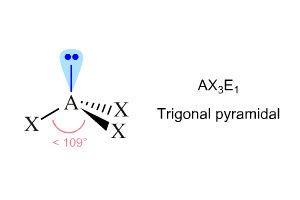 A
X
X
X
< 109°
AX₃E₁
Trigonal pyramidal